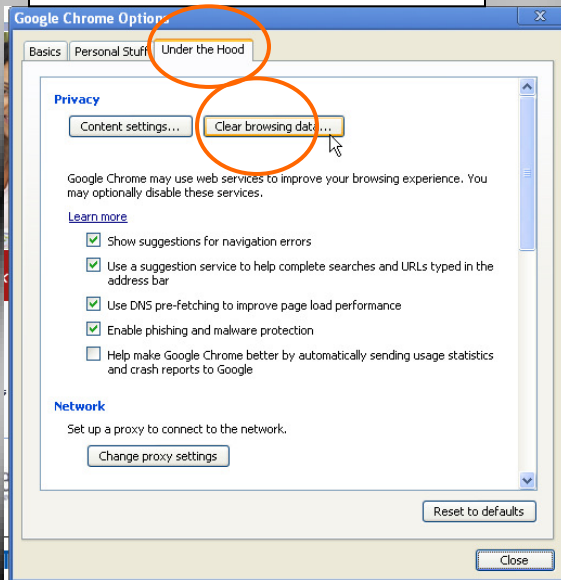 Google Chrome Options
Basics Personal Stuff Under the Hood
Privacy
Content settings... Clear browsing data...
Google Chrome may use web services to improve your browsing experience. You
may optionally disable these services.
Learn more
Show suggestions for navigation errors
Use a suggestion service to help complete searches and URLs typed in the
address bar
Use DNS pre-fetching to improve page load performance
Enable phishing and malware protection
Help make Google Chrome better by automatically sending usage statistics
and crash reports to Google
Network
Set up a proxy to connect to the network.
Change proxy settings
Reset to defaults
Close